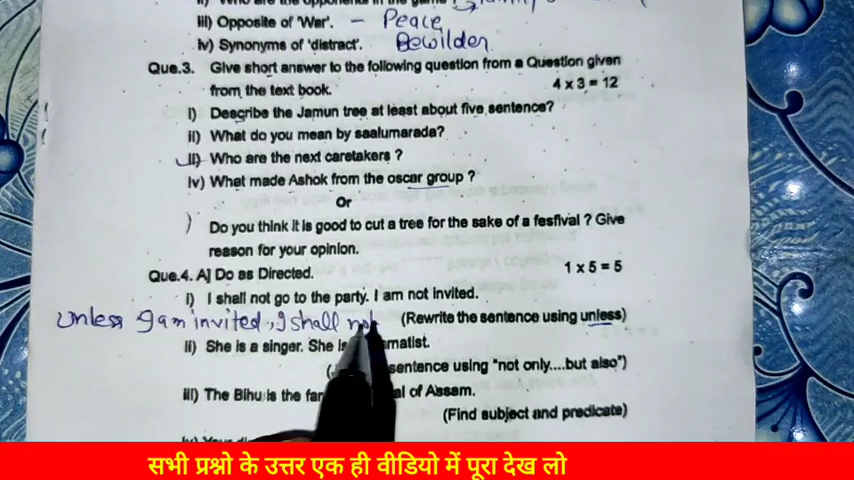 iii) Opposite of 'War'. – Peace
iv) Synonyms of 'distract'. Bewilder
Que.3. Give short answer to the following question from a Question given
from the text book. 4 x 3 = 12
i) Describe the Jamun tree at least about five sentence?
ii) What do you mean by saalumarada?
ii) Who are the next caretakers ?
iv) What made Ashok from the oscar group ?
Or
) Do you think it is good to cut a tree for the sake of a fesfival ? Give
reason for your opinlon.
Que.4. A] Do as Directed. 1 x 5 = 5
i) I shall not go to the party. I am not invited.
Unless I am invited, I shall not (Rewrite the sentence using unless)
ii) She is a singer. She is matist.
sentence using "not only....but also")
iii) The Bihu is the al of Assam.
(Find subject and predicate)
सभी प्रश्नो के उत्तर एक ही वीडियो में पूरा देख लो